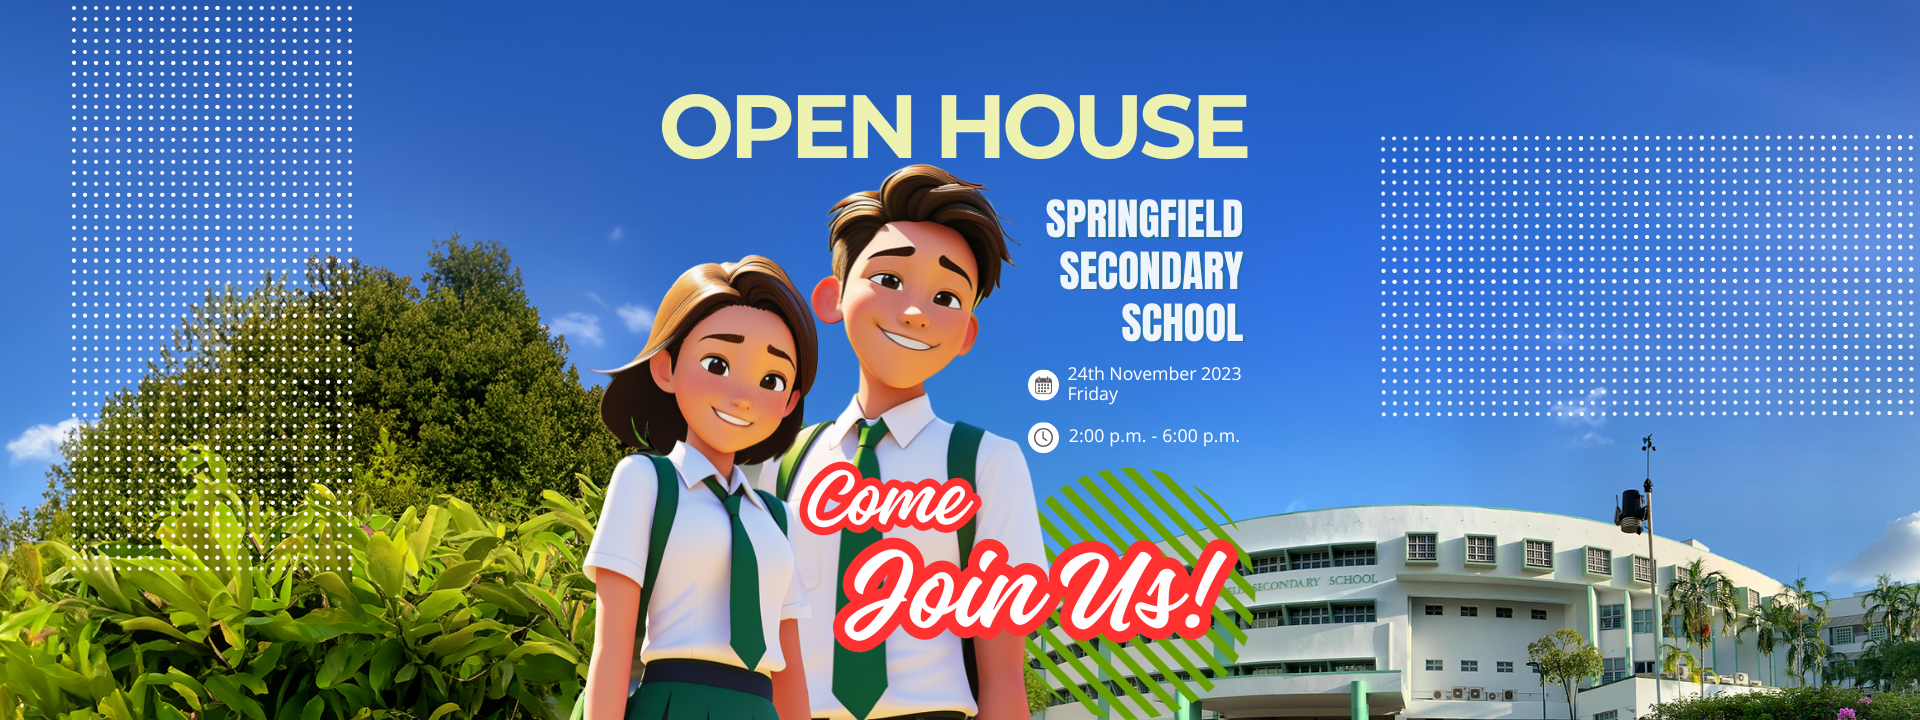 OPEN HOUSE
SPRINGFIELD
SECONDARY
SCHOOL
24th November 2023
Friday
2:00 p.m. - 6:00 p.m.
Come
Join Us!
SECONDARY SCHOOL